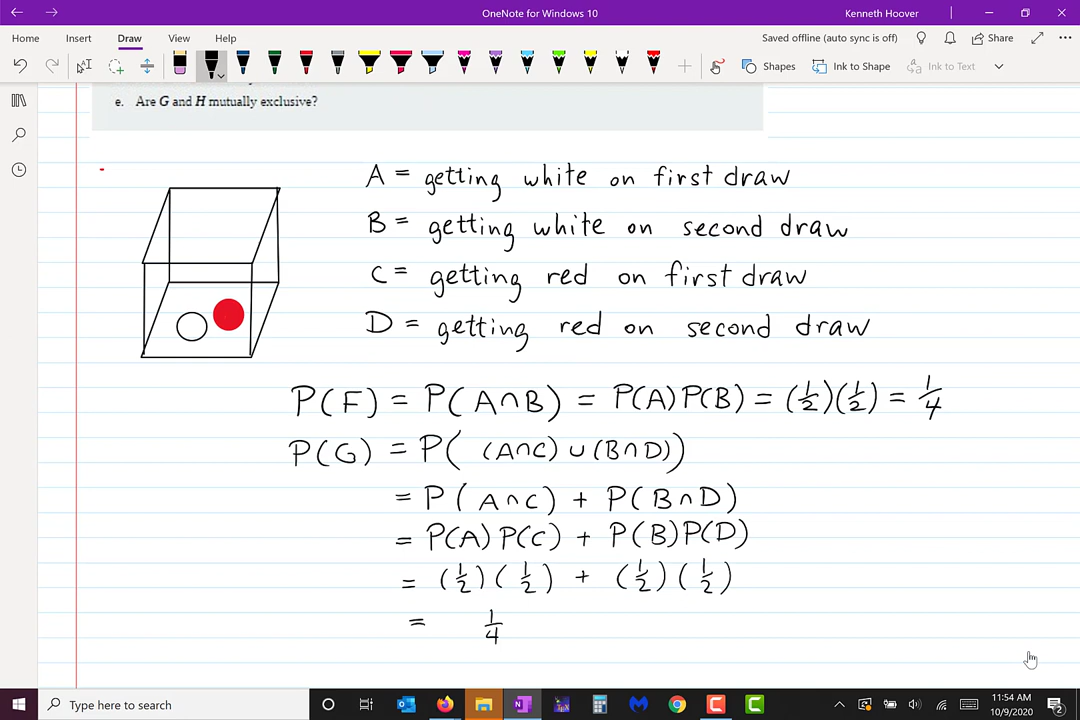 OneNote for Windows 10
Kenneth Hoover
Home Insert Draw View Help
Saved offline (auto sync is off)
Share
Shapes
Ink to Shape
Ink to Text
e. Are G and H mutually exclusive?
A = getting white on first draw
B = getting white on second draw
C = getting red on first draw
D = getting red on second draw
P(F) = P(A∩B) = P(A)P(B) = (1/2)(1/2) = 1/4
P(G) = P((A∩C)∪(B∩D))
= P(A∩C) + P(B∩D)
= P(A)P(C) + P(B)P(D)
= (1/2)(1/2) + (1/2)(1/2)
= 1/4
Type here to search
11:54 AM
10/9/2020
2